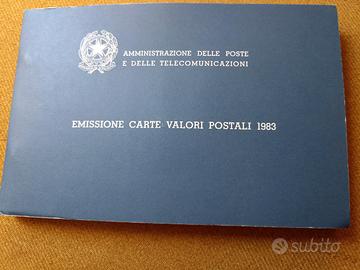 AMMINISTRAZIONE DELLE POSTE
E DELLE TELECOMUNICAZIONI
EMISSIONE CARTE VALORI POSTALI 1983
subito